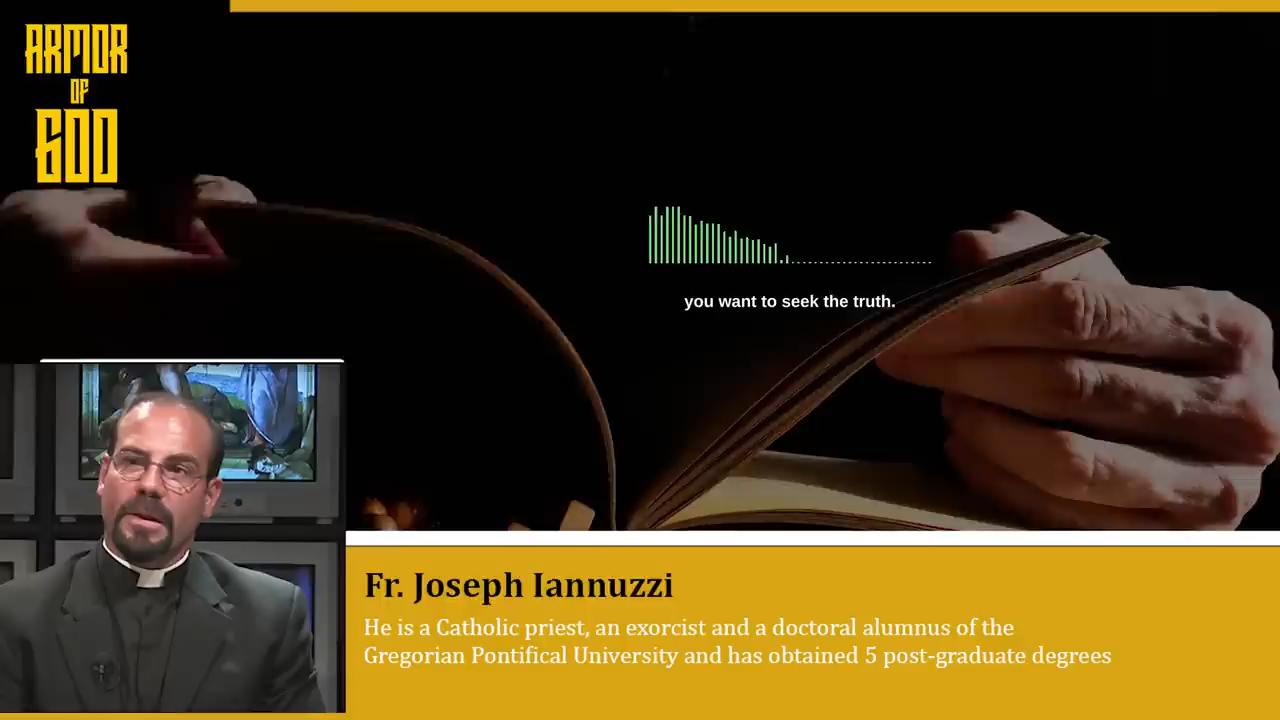 ARMOR
OF
GOD
you want to seek the truth.
Fr. Joseph Iannuzzi
He is a Catholic priest, an exorcist and a doctoral alumnus of the
Gregorian Pontifical University and has obtained 5 post-graduate degrees